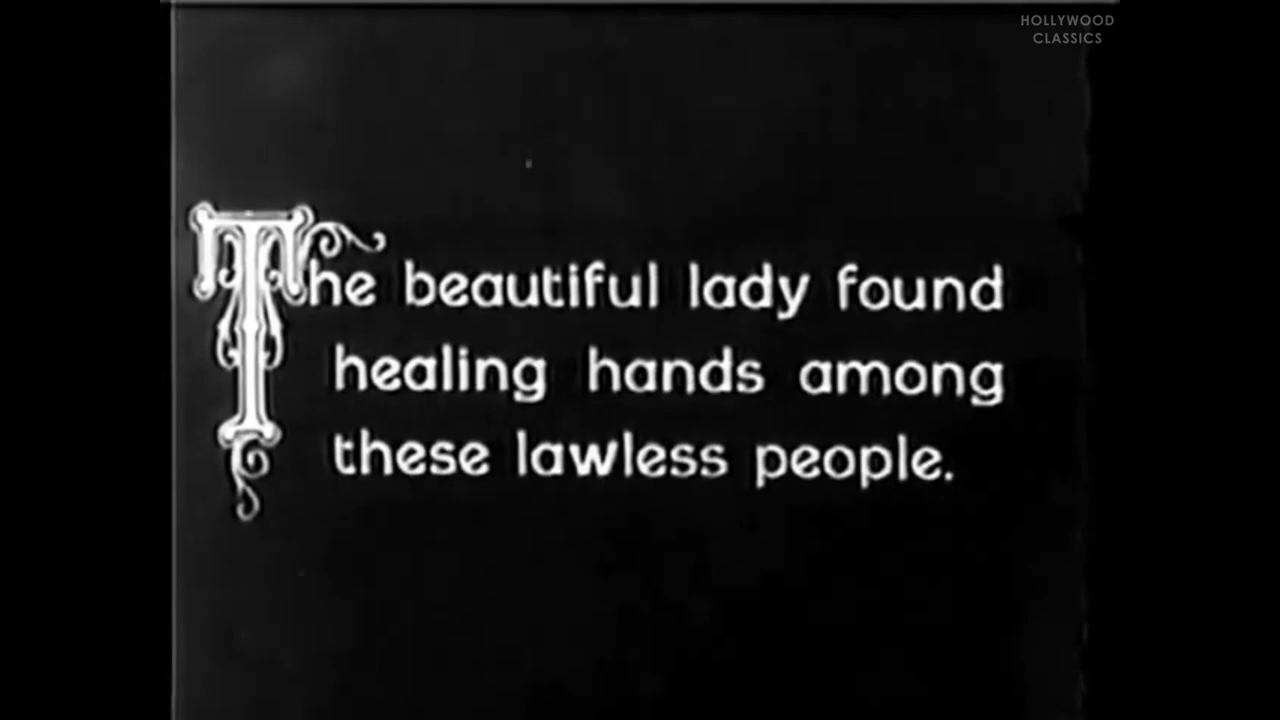 HOLLYWOOD
CLASSICS
The beautiful lady found
healing hands among
these lawless people.